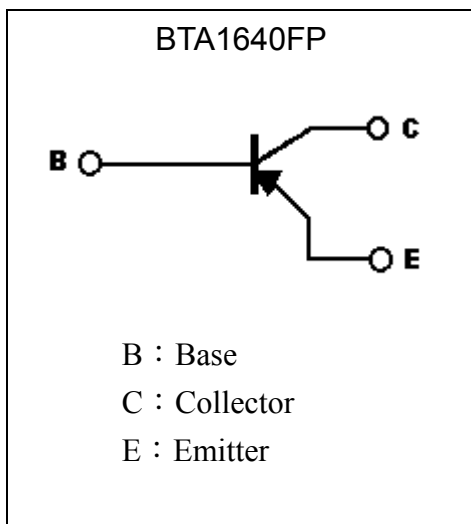 BTA1640FP
C
B
E
B：Base
C：Collector
E：Emitter